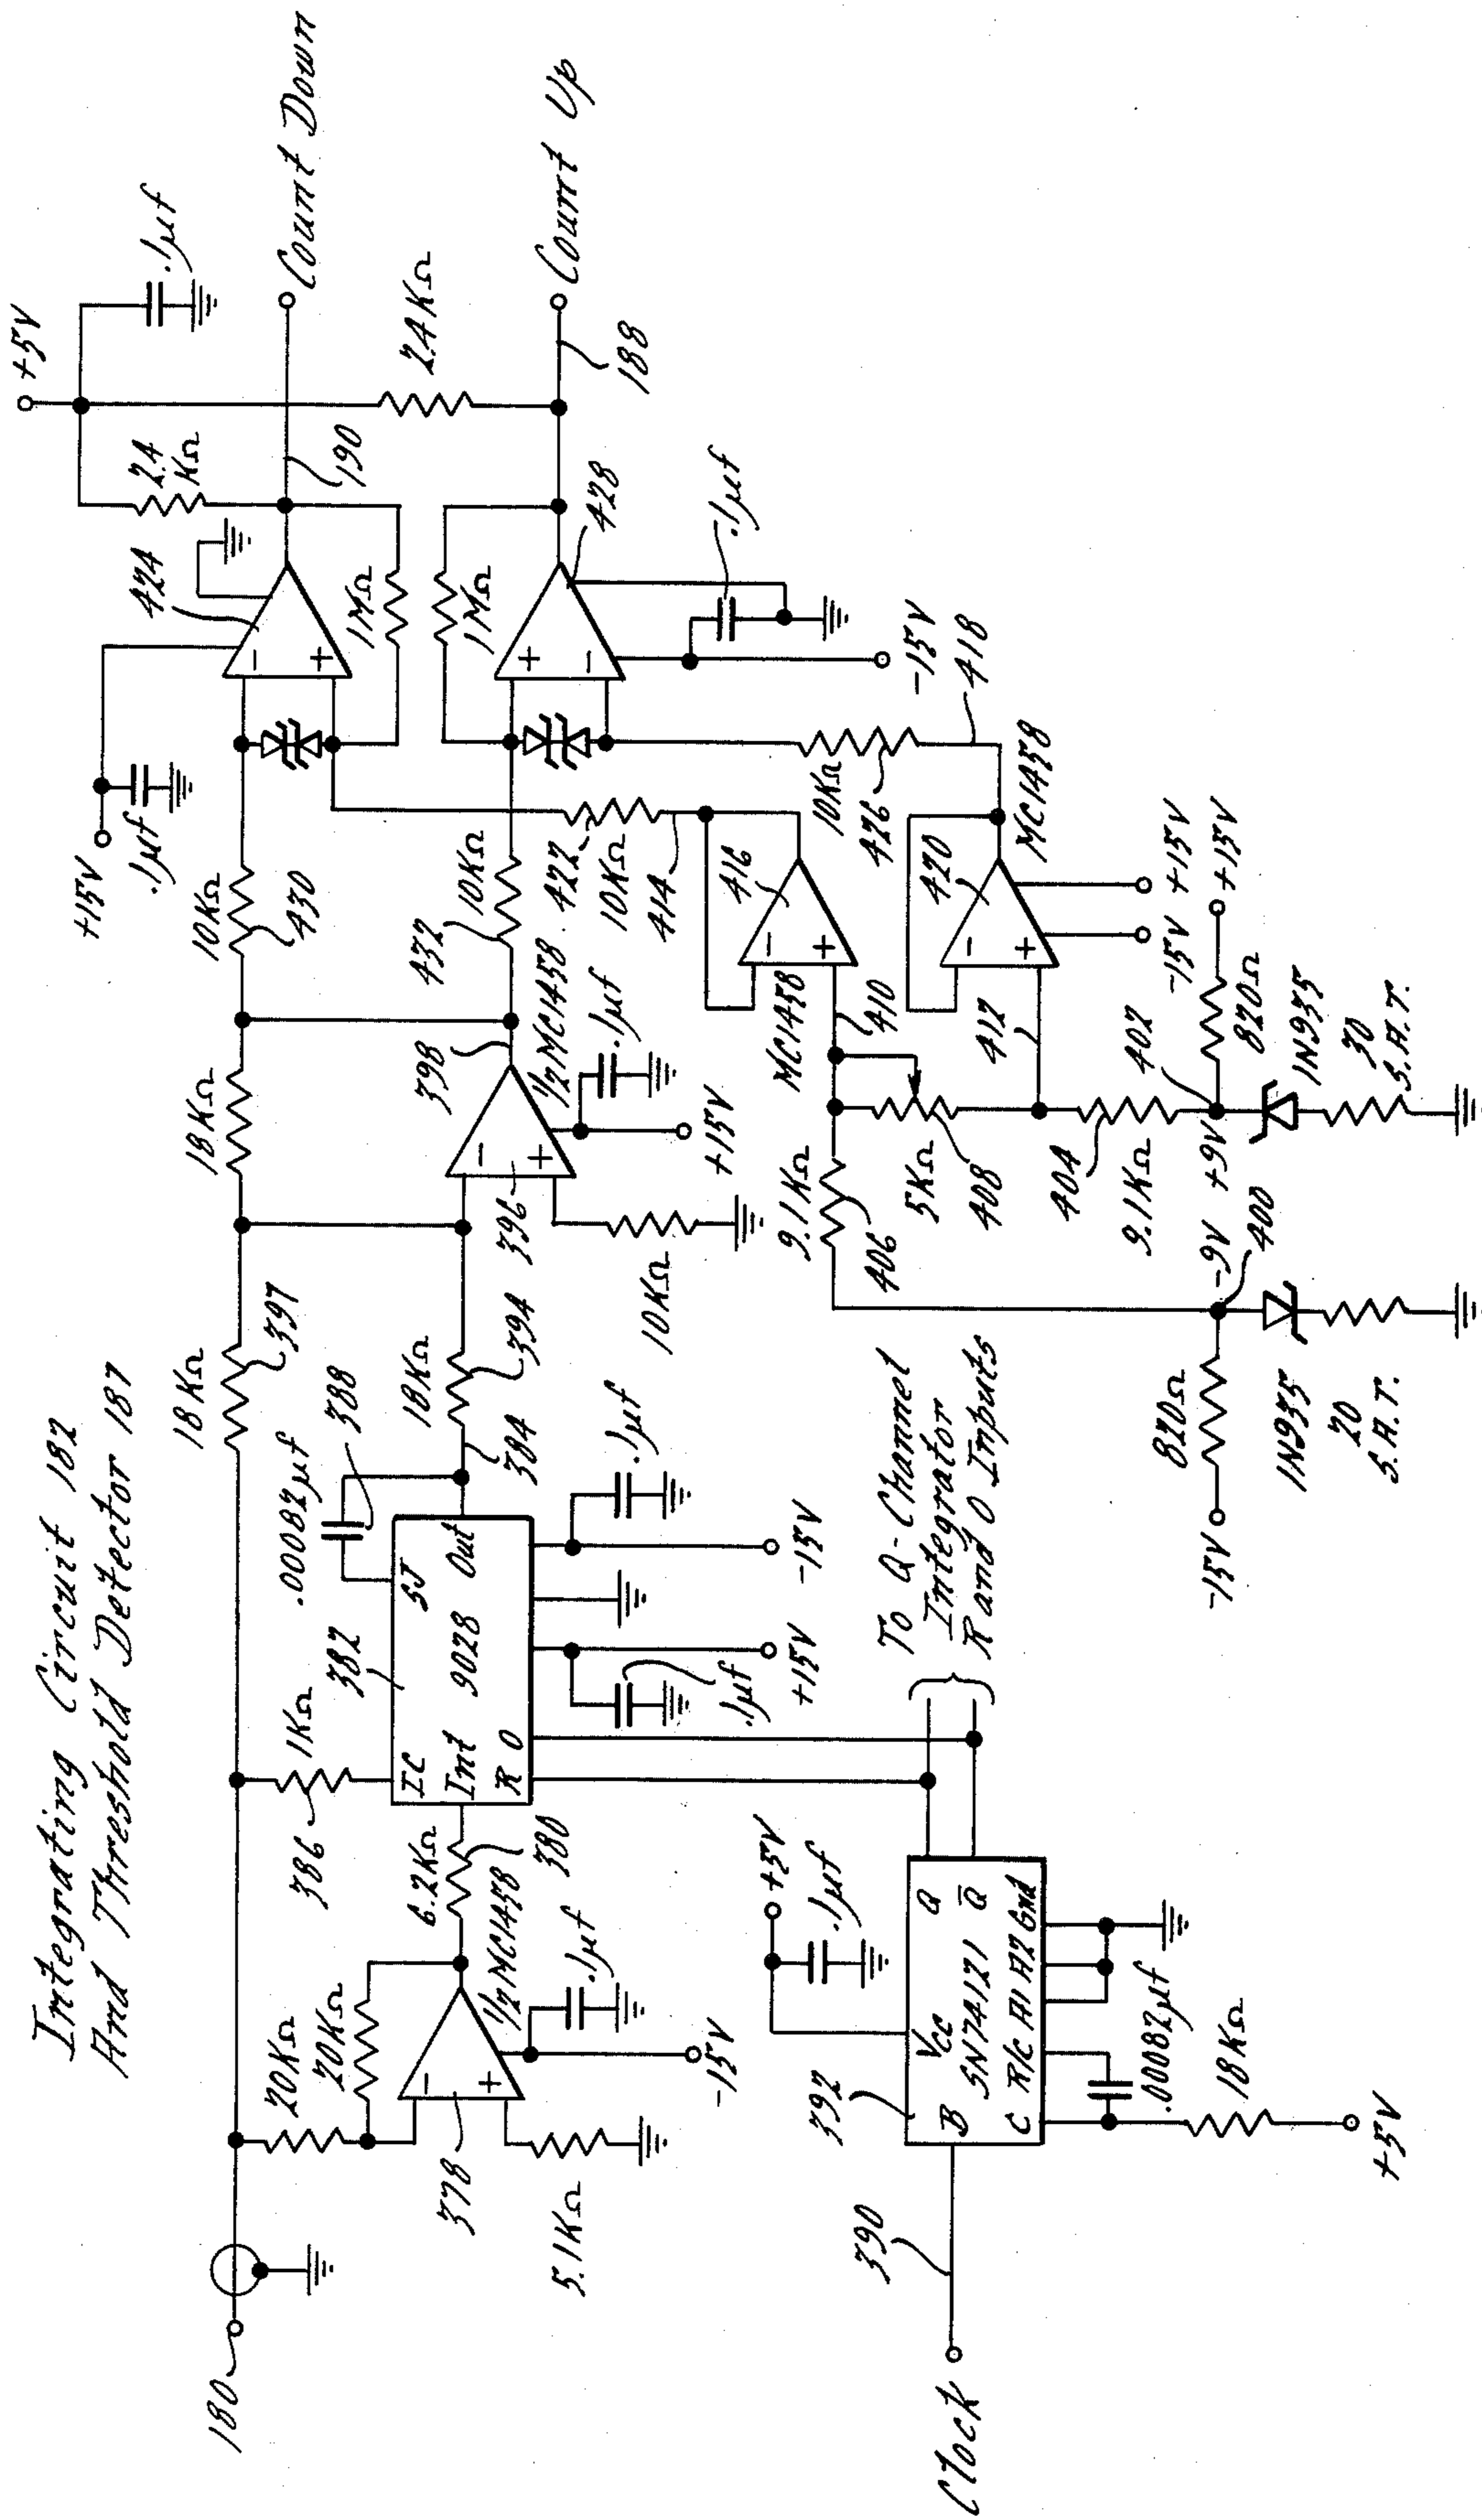 Integrating Circuit 182
And Threshold Detector 187
180
20KΩ
20KΩ
378
5.1KΩ
-15V
.1µf
1/2 MC1458
6.2KΩ
380
386
1KΩ
382
IC
SJ
Int
9028
Out
R
O
.00082µf
388
384
18KΩ
394
18KΩ
397
.1µf
+15V
.1µf
-15V
Clock
390
392
B
Vcc
Q
SN74121
Q̅
C
R/C
A1
A2
Gnd
+5V
.1µf
.0082µf
18KΩ
+5V
To Q-Channel
Integrator
R and O Inputs
18KΩ
396
10KΩ
398
1/2 MC1458
.1µf
+15V
10KΩ
430
432
10KΩ
422
10KΩ
414
+15V
.1µf
424
1MΩ
2.4
KΩ
+5V
.1µf
190
Count Down
2.4KΩ
1MΩ
428
188
Count Up
.1µf
-15V
418
10KΩ
426
416
MC1458
410
420
MC1458
412
-15V
+15V
9.1KΩ
406
5KΩ
408
404
9.1KΩ
402
+9V
820Ω
+15V
1N935
30
S.A.T.
-9V
400
820Ω
-15V
1N935
20
S.A.T.